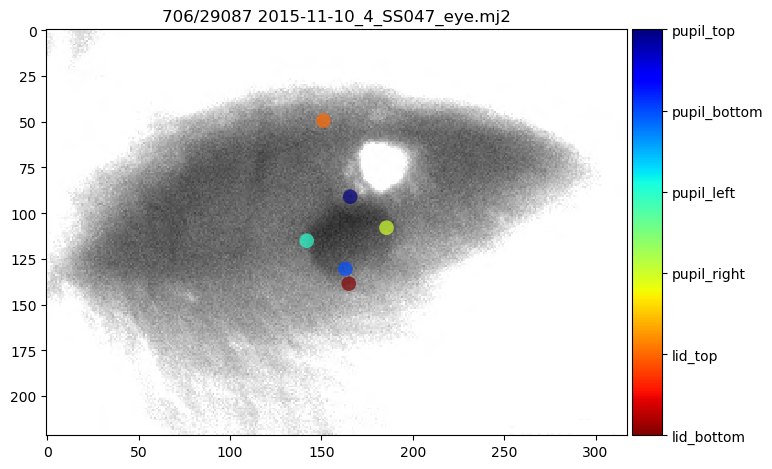 706/29087 2015-11-10_4_SS047_eye.mj2
0
25
50
75
100
125
150
175
200
0 50 100 150 200 250 300
pupil_top
pupil_bottom
pupil_left
pupil_right
lid_top
lid_bottom